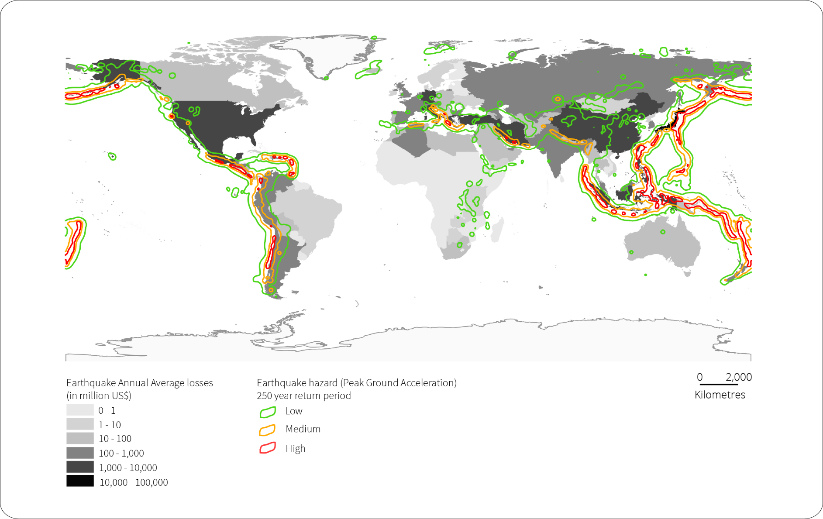 Earthquake Annual Average losses
(in million US$)
0 - 1
1 - 10
10 - 100
100 - 1,000
1,000 - 10,000
10,000 - 100,000
Earthquake hazard (Peak Ground Acceleration)
250 year return period
Low
Medium
High
0 2,000
Kilometres